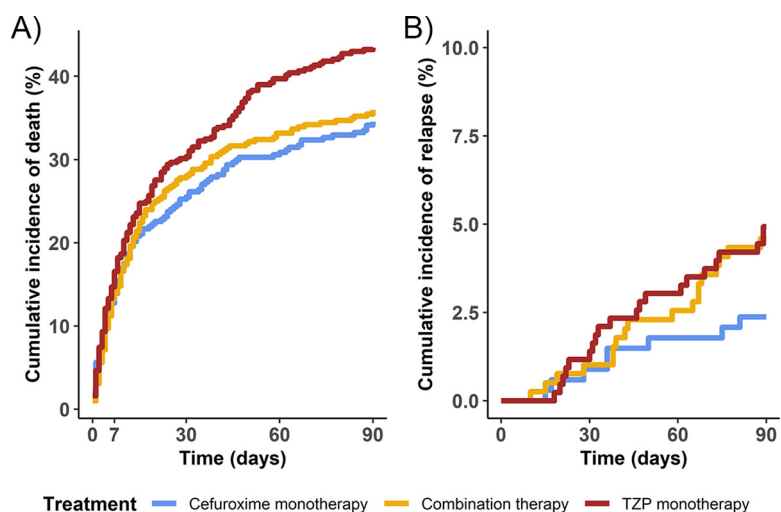 A)
Cumulative incidence of death (%)
40
30
20
10
0
0 7 30 60 90
Time (days)
B)
Cumulative incidence of relapse (%)
10.0
7.5
5.0
2.5
0.0
0 30 60 90
Time (days)
Treatment Cefuroxime monotherapy Combination therapy TZP monotherapy